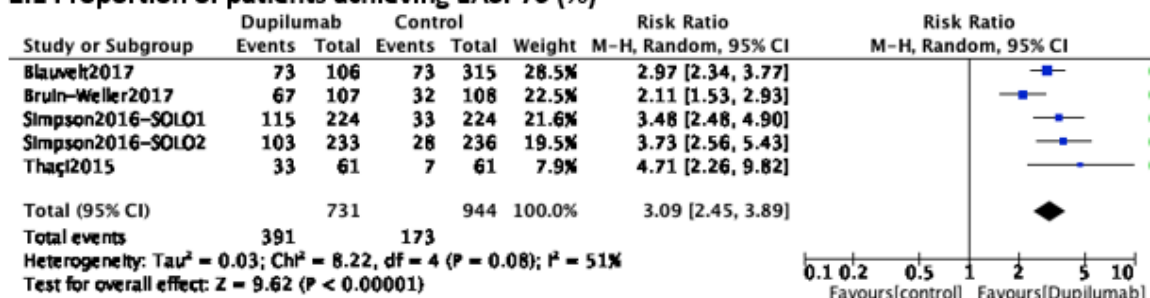 2.1 Proportion of patients achieving EASI-75 (%)
Dupilumab Control Risk Ratio Risk Ratio
Study or Subgroup Events Total Events Total Weight M-H, Random, 95% CI M-H, Random, 95% CI
Blauvelt2017 73 106 73 315 28.5% 2.97 [2.34, 3.77]
Bruin-Weller2017 67 107 32 108 22.5% 2.11 [1.53, 2.93]
Simpson2016-SOLO1 115 224 33 224 21.6% 3.48 [2.48, 4.90]
Simpson2016-SOLO2 103 233 28 236 19.5% 3.73 [2.56, 5.43]
Thaçi2015 33 61 7 61 7.9% 4.71 [2.26, 9.82]
Total (95% CI) 731 944 100.0% 3.09 [2.45, 3.89]
Total events 391 173
Heterogeneity: Tau² = 0.03; Chi² = 8.22, df = 4 (P = 0.08); I² = 51%
Test for overall effect: Z = 9.62 (P < 0.00001)
0.1 0.2 0.5 1 2 5 10
Favours[control] Favours[Dupilumab]